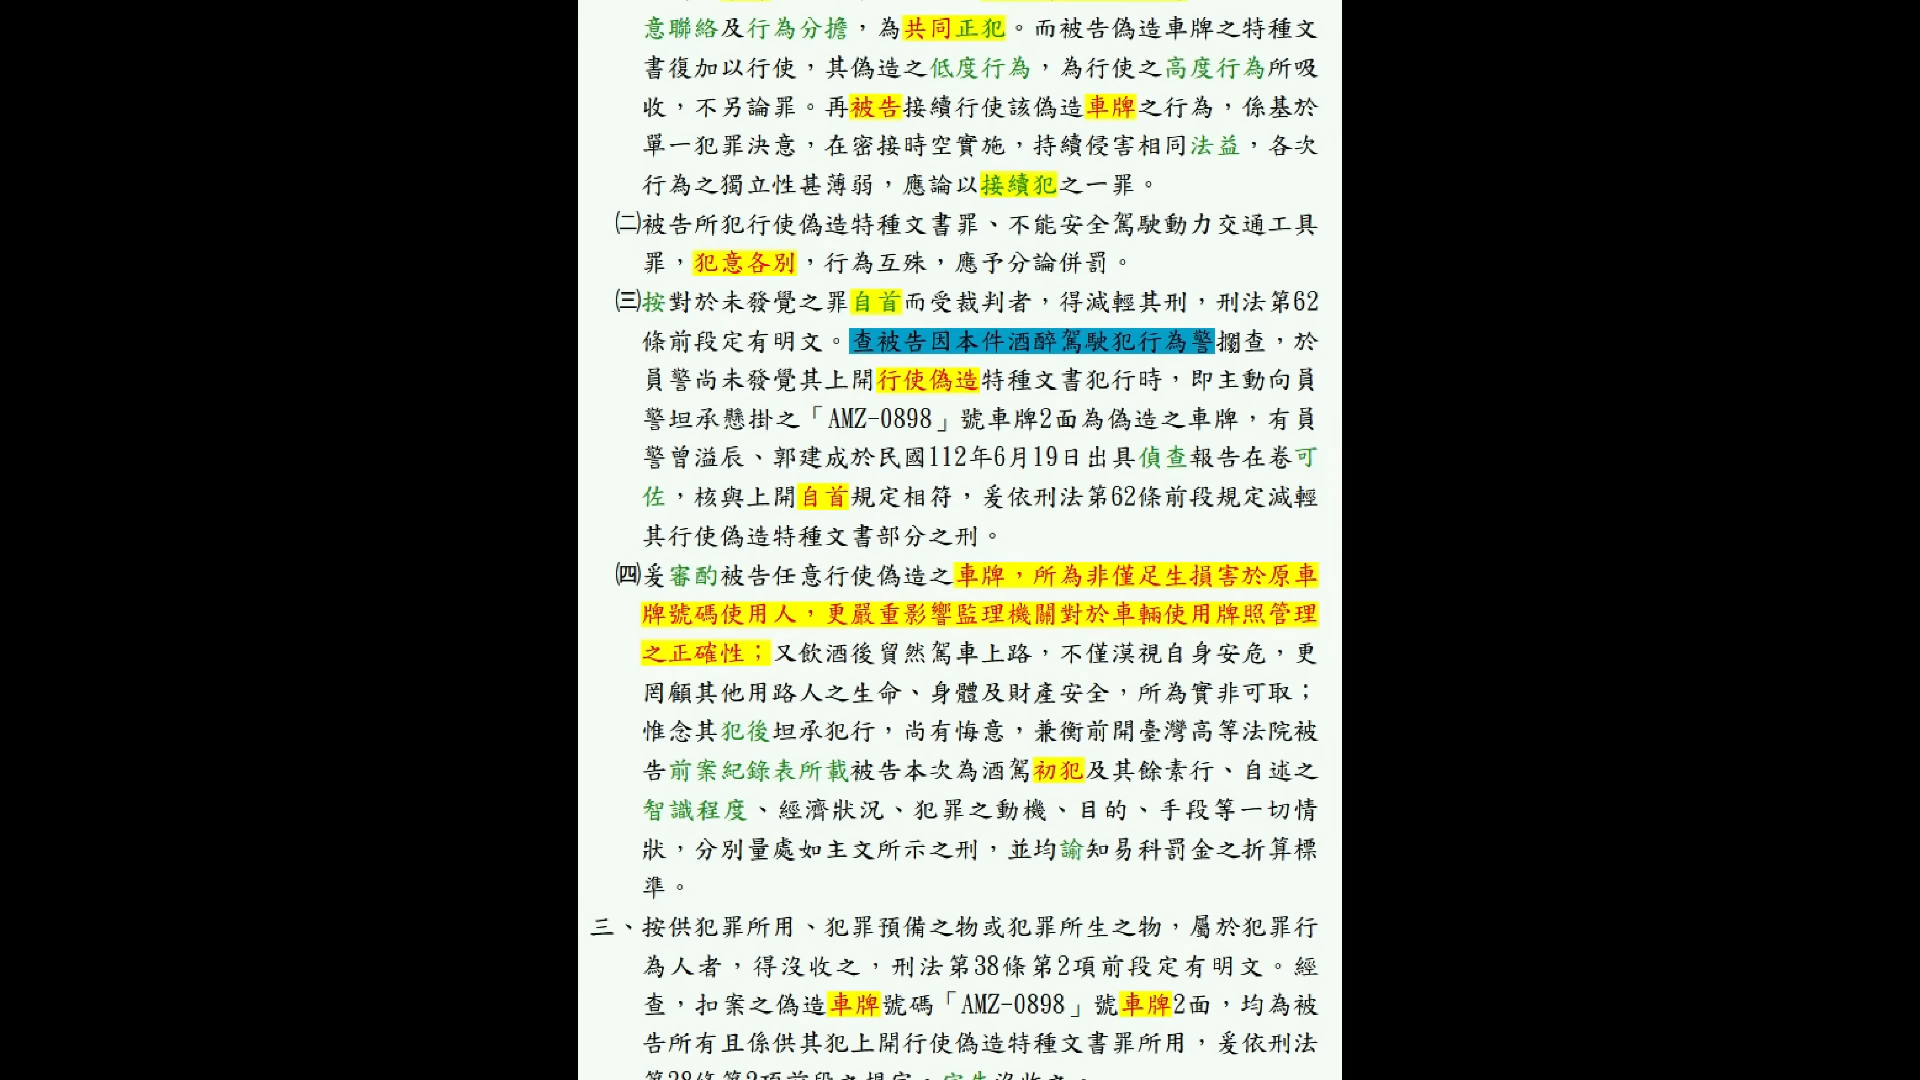 意聯絡及行為分擔，為共同正犯。而被告偽造車牌之特種文
書復加以行使，其偽造之低度行為，為行使之高度行為所吸
收，不另論罪。再被告接續行使該偽造車牌之行為，係基於
單一犯罪決意，在密接時空實施，持續侵害相同法益，各次
行為之獨立性甚薄弱，應論以接續犯之一罪。
㈡被告所犯行使偽造特種文書罪、不能安全駕駛動力交通工具
罪，犯意各別，行為互殊，應予分論併罰。
㈢按對於未發覺之罪自首而受裁判者，得減輕其刑，刑法第62
條前段定有明文。查被告因本件酒醉駕駛犯行為警攔查，於
員警尚未發覺其上開行使偽造特種文書犯行時，即主動向員
警坦承懸掛之「AMZ-0898」號車牌2面為偽造之車牌，有員
警曾溢辰、郭建成於民國112年6月19日出具偵查報告在卷可
佐，核與上開自首規定相符，爰依刑法第62條前段規定減輕
其行使偽造特種文書部分之刑。
㈣爰審酌被告任意行使偽造之車牌，所為非僅足生損害於原車
牌號碼使用人，更嚴重影響監理機關對於車輛使用牌照管理
之正確性；又飲酒後貿然駕車上路，不僅漠視自身安危，更
罔顧其他用路人之生命、身體及財產安全，所為實非可取；
惟念其犯後坦承犯行，尚有悔意，兼衡前開臺灣高等法院被
告前案紀錄表所載被告本次為酒駕初犯及其餘素行、自述之
智識程度、經濟狀況、犯罪之動機、目的、手段等一切情
狀，分別量處如主文所示之刑，並均諭知易科罰金之折算標
準。
三、按供犯罪所用、犯罪預備之物或犯罪所生之物，屬於犯罪行
為人者，得沒收之，刑法第38條第2項前段定有明文。經
查，扣案之偽造車牌號碼「AMZ-0898」號車牌2面，均為被
告所有且係供其犯上開行使偽造特種文書罪所用，爰依刑法
第38條第2項前段之規定，宣告沒收之。